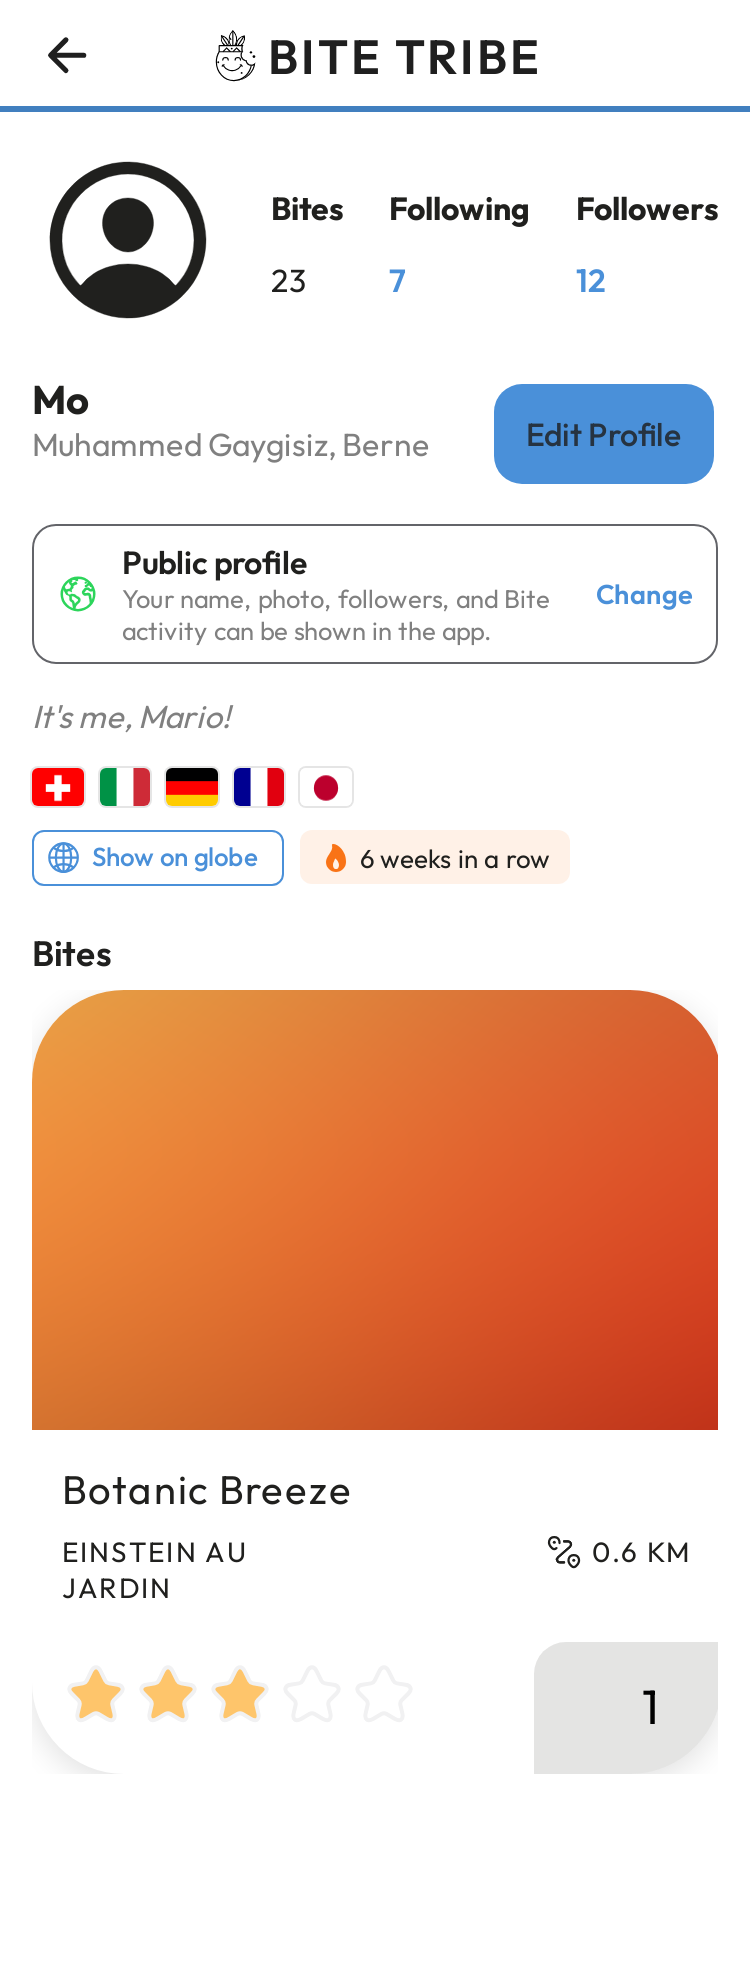 BITE TRIBE
Bites Following Followers
23 7 12
Mo
Muhammed Gaygisiz, Berne
Edit Profile
Public profile
Your name, photo, followers, and Bite
activity can be shown in the app.
Change
It's me, Mario!
Show on globe
6 weeks in a row
Bites
Botanic Breeze
EINSTEIN AU
JARDIN
0.6 KM
1